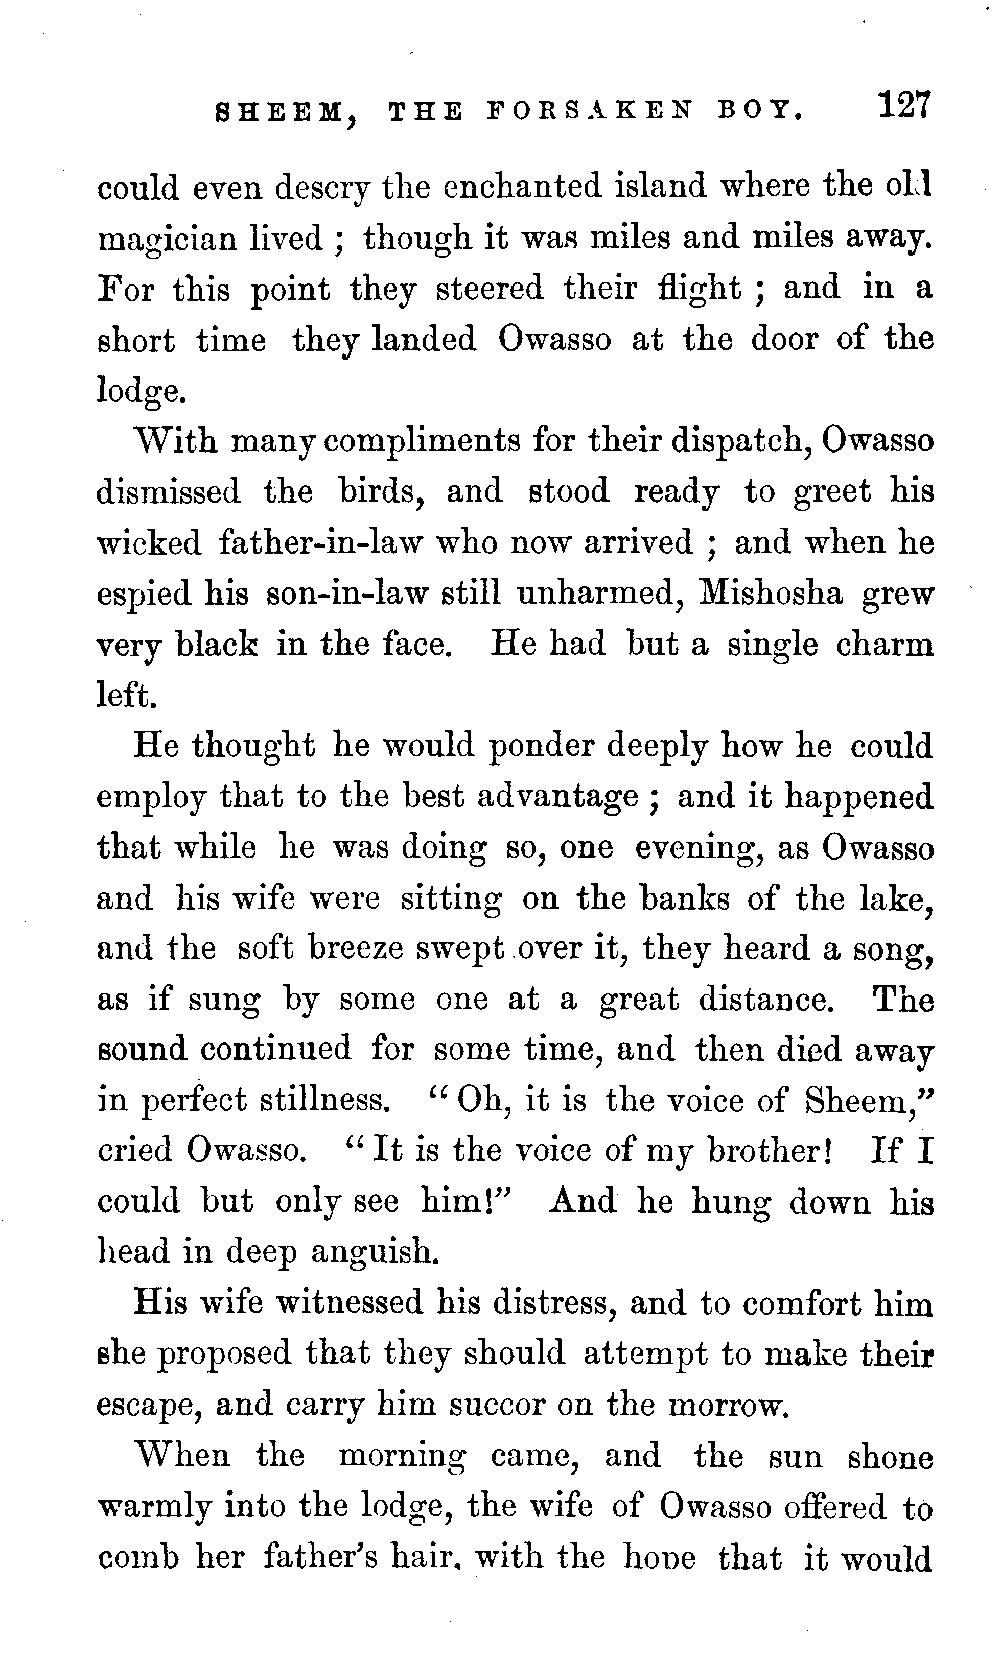 SHEEM, THE FORSAKEN BOY. 127
could even descry the enchanted island where the old
magician lived ; though it was miles and miles away.
For this point they steered their flight ; and in a
short time they landed Owasso at the door of the
lodge.
With many compliments for their dispatch, Owasso
dismissed the birds, and stood ready to greet his
wicked father-in-law who now arrived ; and when he
espied his son-in-law still unharmed, Mishosha grew
very black in the face. He had but a single charm
left.
He thought he would ponder deeply how he could
employ that to the best advantage ; and it happened
that while he was doing so, one evening, as Owasso
and his wife were sitting on the banks of the lake,
and the soft breeze swept over it, they heard a song,
as if sung by some one at a great distance. The
sound continued for some time, and then died away
in perfect stillness. “ Oh, it is the voice of Sheem,”
cried Owasso. “ It is the voice of my brother! If I
could but only see him!” And he hung down his
head in deep anguish.
His wife witnessed his distress, and to comfort him
she proposed that they should attempt to make their
escape, and carry him succor on the morrow.
When the morning came, and the sun shone
warmly into the lodge, the wife of Owasso offered to
comb her father's hair, with the hope that it would